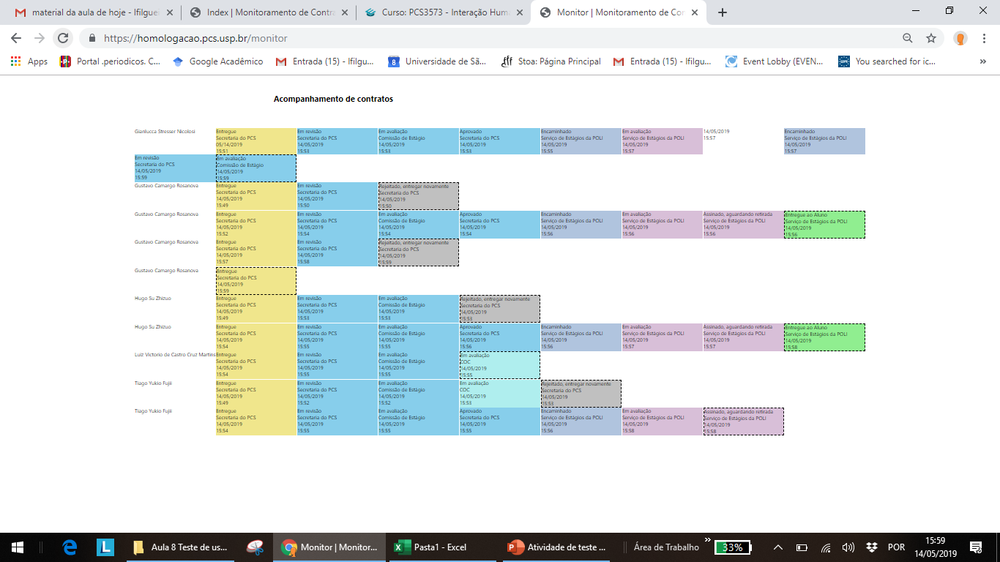 material da aula de hoje - lfilguei
Index | Monitoramento de Contra
Curso: PCS3573 - Interação Huma
Monitor | Monitoramento de Con
https://homologacao.pcs.usp.br/monitor
Apps
Portal .periodicos. C...
Google Acadêmico
Entrada (15) - lfilgu...
Universidade de Sã...
Stoa: Página Principal
Entrada (15) - lfilgu...
Event Lobby (EVEN...
You searched for ic...
Acompanhamento de contratos
Gianlucca Stresser Nicolosi
Entregue
Secretaria do PCS
05/14/2019
15:51
Em revisão
Secretaria do PCS
14/05/2019
15:53
Em avaliação
Comissão de Estágio
14/05/2019
15:53
Aprovado
Secretaria do PCS
14/05/2019
15:53
Encaminhado
Serviço de Estágios da POLI
14/05/2019
15:55
Em avaliação
Serviço de Estágios da POLI
14/05/2019
15:57
14/05/2019
15:57
Encaminhado
Serviço de Estágios da POLI
14/05/2019
15:57
Em revisão
Secretaria do PCS
14/05/2019
15:59
Em avaliação
Comissão de Estágio
14/05/2019
15:59
Gustavo Camargo Rosanova
Entregue
Secretaria do PCS
14/05/2019
15:49
Em revisão
Secretaria do PCS
14/05/2019
15:50
Rejeitado, entregar novamente
Secretaria do PCS
14/05/2019
15:50
Gustavo Camargo Rosanova
Entregue
Secretaria do PCS
14/05/2019
15:52
Em revisão
Secretaria do PCS
14/05/2019
15:54
Em avaliação
Comissão de Estágio
14/05/2019
15:54
Aprovado
Secretaria do PCS
14/05/2019
15:54
Encaminhado
Serviço de Estágios da POLI
14/05/2019
15:56
Em avaliação
Serviço de Estágios da POLI
14/05/2019
15:56
Assinado, aguardando retirada
Serviço de Estágios da POLI
14/05/2019
15:56
Entregue ao Aluno
Serviço de Estágios da POLI
14/05/2019
15:56
Gustavo Camargo Rosanova
Entregue
Secretaria do PCS
14/05/2019
15:57
Em revisão
Secretaria do PCS
14/05/2019
15:58
Rejeitado, entregar novamente
Secretaria do PCS
14/05/2019
15:59
Gustavo Camargo Rosanova
Entregue
Secretaria do PCS
14/05/2019
15:59
Hugo Su Zhizuo
Entregue
Secretaria do PCS
14/05/2019
15:49
Em revisão
Secretaria do PCS
14/05/2019
15:53
Em avaliação
Comissão de Estágio
14/05/2019
15:53
Rejeitado, entregar novamente
Secretaria do PCS
14/05/2019
15:53
Hugo Su Zhizuo
Entregue
Secretaria do PCS
14/05/2019
15:54
Em revisão
Secretaria do PCS
14/05/2019
15:55
Em avaliação
Comissão de Estágio
14/05/2019
15:55
Aprovado
Secretaria do PCS
14/05/2019
15:56
Encaminhado
Serviço de Estágios da POLI
14/05/2019
15:56
Em avaliação
Serviço de Estágios da POLI
14/05/2019
15:57
Assinado, aguardando retirada
Serviço de Estágios da POLI
14/05/2019
15:57
Entregue ao Aluno
Serviço de Estágios da POLI
14/05/2019
15:58
Luiz Victorio de Castro Cruz Martins
Entregue
Secretaria do PCS
14/05/2019
15:54
Em revisão
Secretaria do PCS
14/05/2019
15:55
Em avaliação
Comissão de Estágio
14/05/2019
15:55
Em avaliação
COC
14/05/2019
15:55
Tiago Yukio Fujii
Entregue
Secretaria do PCS
14/05/2019
15:49
Em revisão
Secretaria do PCS
14/05/2019
15:52
Em avaliação
Comissão de Estágio
14/05/2019
15:52
Em avaliação
COC
14/05/2019
15:53
Rejeitado, entregar novamente
Secretaria do PCS
14/05/2019
15:53
Tiago Yukio Fujii
Entregue
Secretaria do PCS
14/05/2019
15:54
Em revisão
Secretaria do PCS
14/05/2019
15:55
Em avaliação
Comissão de Estágio
14/05/2019
15:55
Aprovado
Secretaria do PCS
14/05/2019
15:55
Encaminhado
Serviço de Estágios da POLI
14/05/2019
15:56
Em avaliação
Serviço de Estágios da POLI
14/05/2019
15:58
Assinado, aguardando retirada
Serviço de Estágios da POLI
14/05/2019
15:58
Aula 8 Teste de us...
Monitor | Monitor...
Pasta1 - Excel
Atividade de teste ...
Área de Trabalho
33%
POR
15:59
14/05/2019